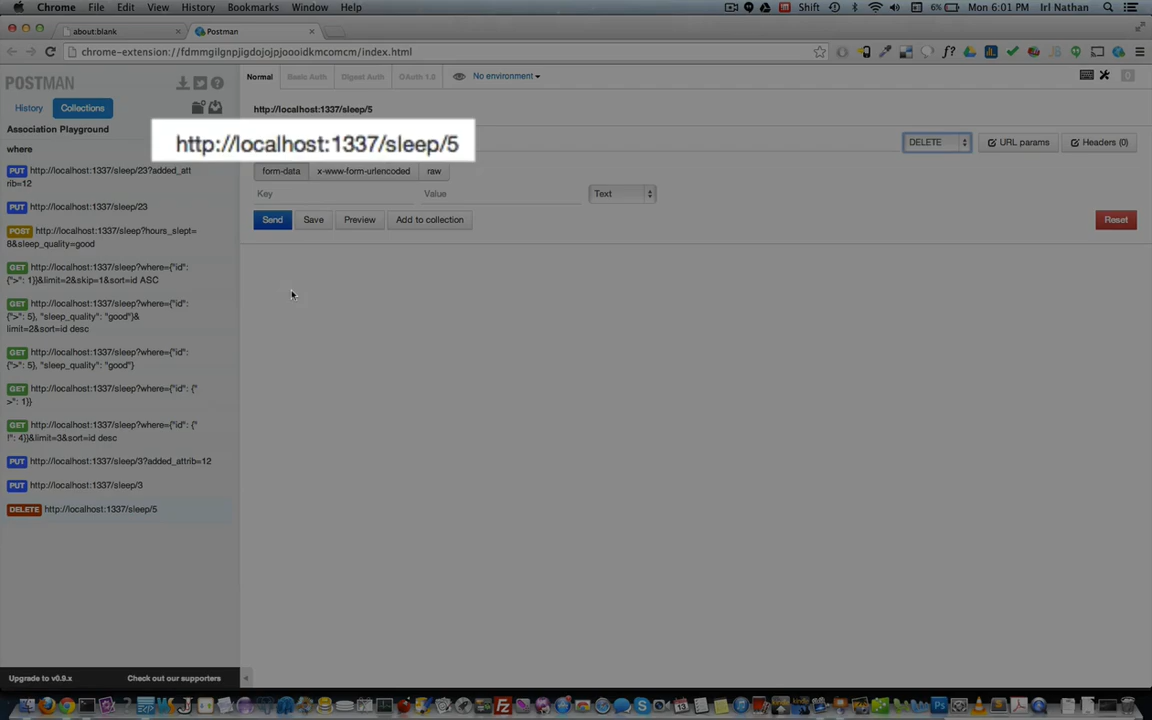 Chrome File Edit View History Bookmarks Window Help Shift 6% Mon 6:01 PM Irl Nathan
about:blank Postman
chrome-extension://fdmmgilgnpjigdojojpjoooidkmcomcm/index.html
POSTMAN
Normal Basic Auth Digest Auth OAuth 1.0 No environment
History Collections
http://localhost:1337/sleep/5
Association Playground
http://localhost:1337/sleep/5
DELETE URL params Headers (0)
where
form-data x-www-form-urlencoded raw
Key Value Text
Send Save Preview Add to collection Reset
PUT http://localhost:1337/sleep/23?added_att
rib=12
PUT http://localhost:1337/sleep/23
POST http://localhost:1337/sleep?hours_slept=
8&sleep_quality=good
GET http://localhost:1337/sleep?where={"id":
{">": 1}}&limit=2&skip=1&sort=id ASC
GET http://localhost:1337/sleep?where={"id":
{">": 5}, "sleep_quality": "good"}&
limit=2&sort=id desc
GET http://localhost:1337/sleep?where={"id":
{">": 5}, "sleep_quality": "good"}
GET http://localhost:1337/sleep?where={"id": {"
>": 1}}
GET http://localhost:1337/sleep?where={"id": {"
!": 4}}&limit=3&sort=id desc
PUT http://localhost:1337/sleep/3?added_attrib=12
PUT http://localhost:1337/sleep/3
DELETE http://localhost:1337/sleep/5
Upgrade to v0.9.x Check out our supporters